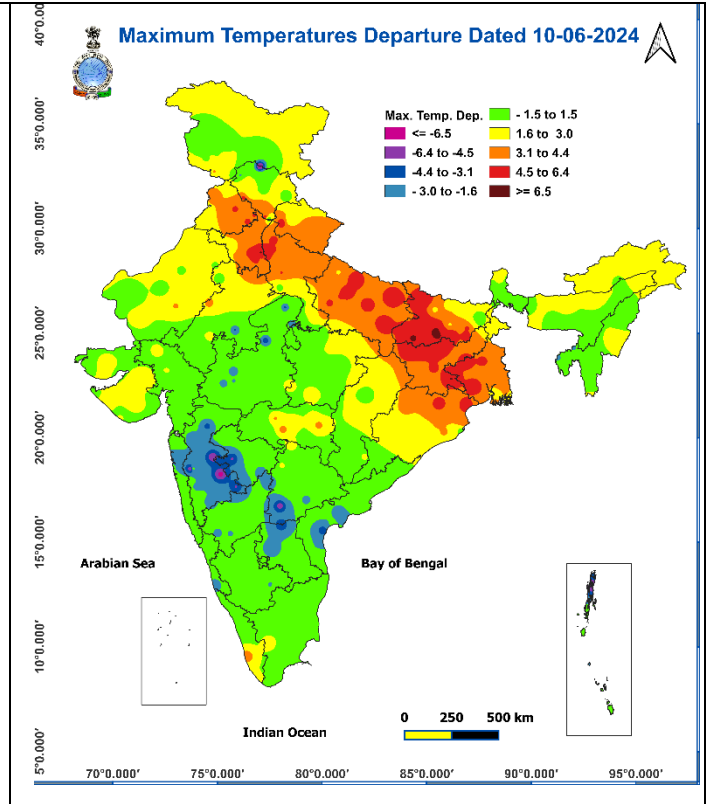 Maximum Temperatures Departure Dated 10-06-2024
Max. Temp. Dep.
<= -6.5
-6.4 to -4.5
-4.4 to -3.1
- 3.0 to -1.6
- 1.5 to 1.5
1.6 to 3.0
3.1 to 4.4
4.5 to 6.4
>= 6.5
40°0.00
35°0.000'
30°0.000'
25°0.000'
20°0.000'
15°0.000'
10°0.000'
5°0.000'
Arabian Sea
Bay of Bengal
Indian Ocean
0 250 500 km
70°0.000'
75°0.000'
80°0.000'
85°0.000'
90°0.000'
95°0.000'